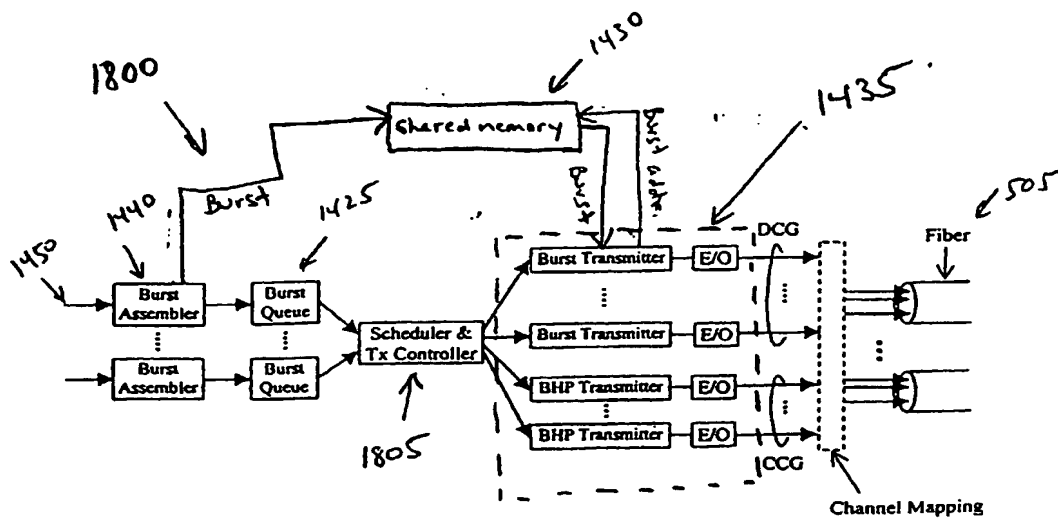 1430
1800
1435
Shared memory
Burst addr.
Burst
Burst
505
1440
1425
1450
DCG
Fiber
Burst Transmitter
E/O
Burst
Assembler
Burst
Queue
Scheduler &
Tx Controller
Burst Transmitter
E/O
Burst
Assembler
Burst
Queue
BHP Transmitter
E/O
BHP Transmitter
E/O
1805
CCG
Channel Mapping